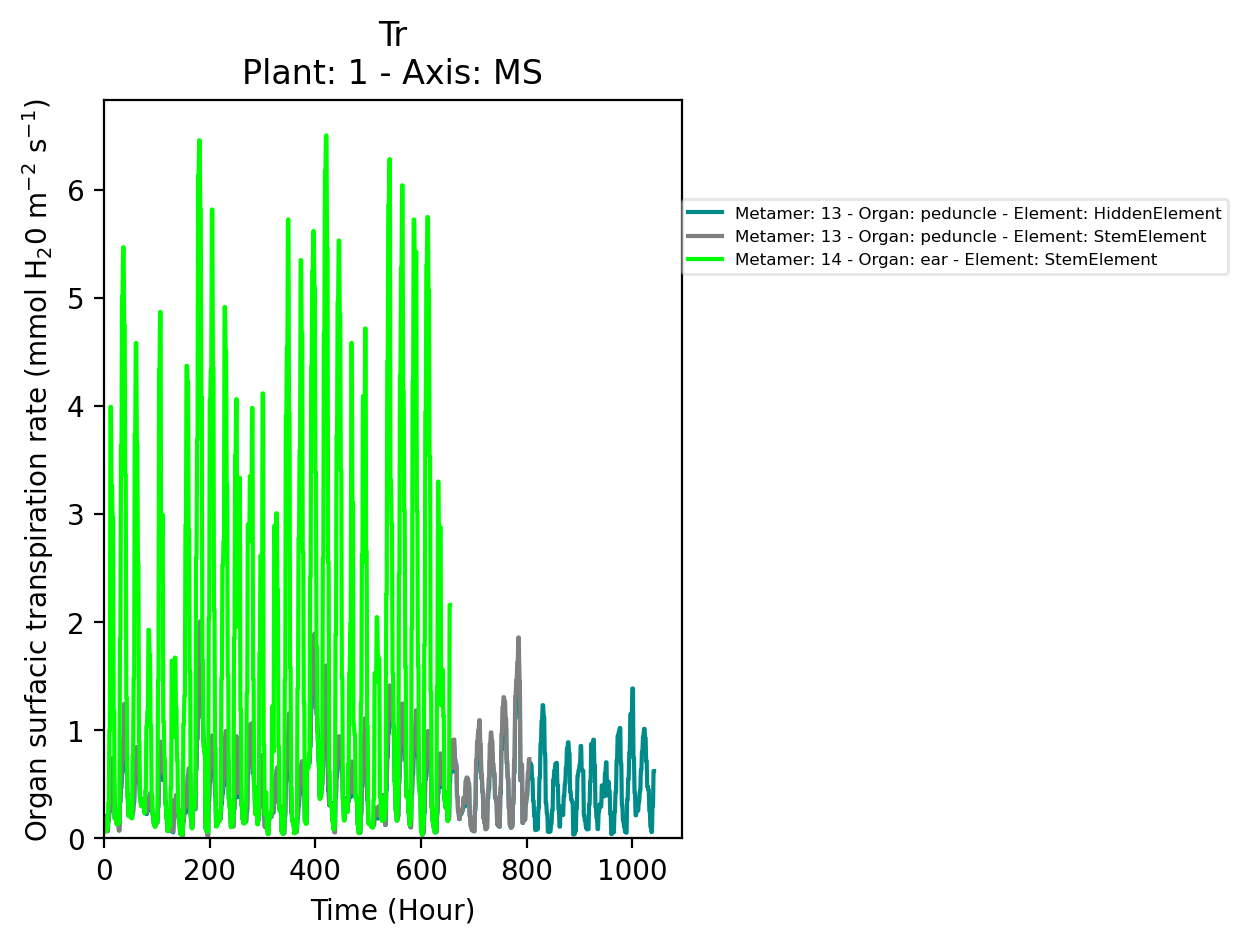 Tr
Plant: 1 - Axis: MS
Organ surfacic transpiration rate (mmol H₂0 m⁻² s⁻¹)
6
5
4
3
2
1
0
0 200 400 600 800 1000
Time (Hour)
Metamer: 13 - Organ: peduncle - Element: HiddenElement
Metamer: 13 - Organ: peduncle - Element: StemElement
Metamer: 14 - Organ: ear - Element: StemElement